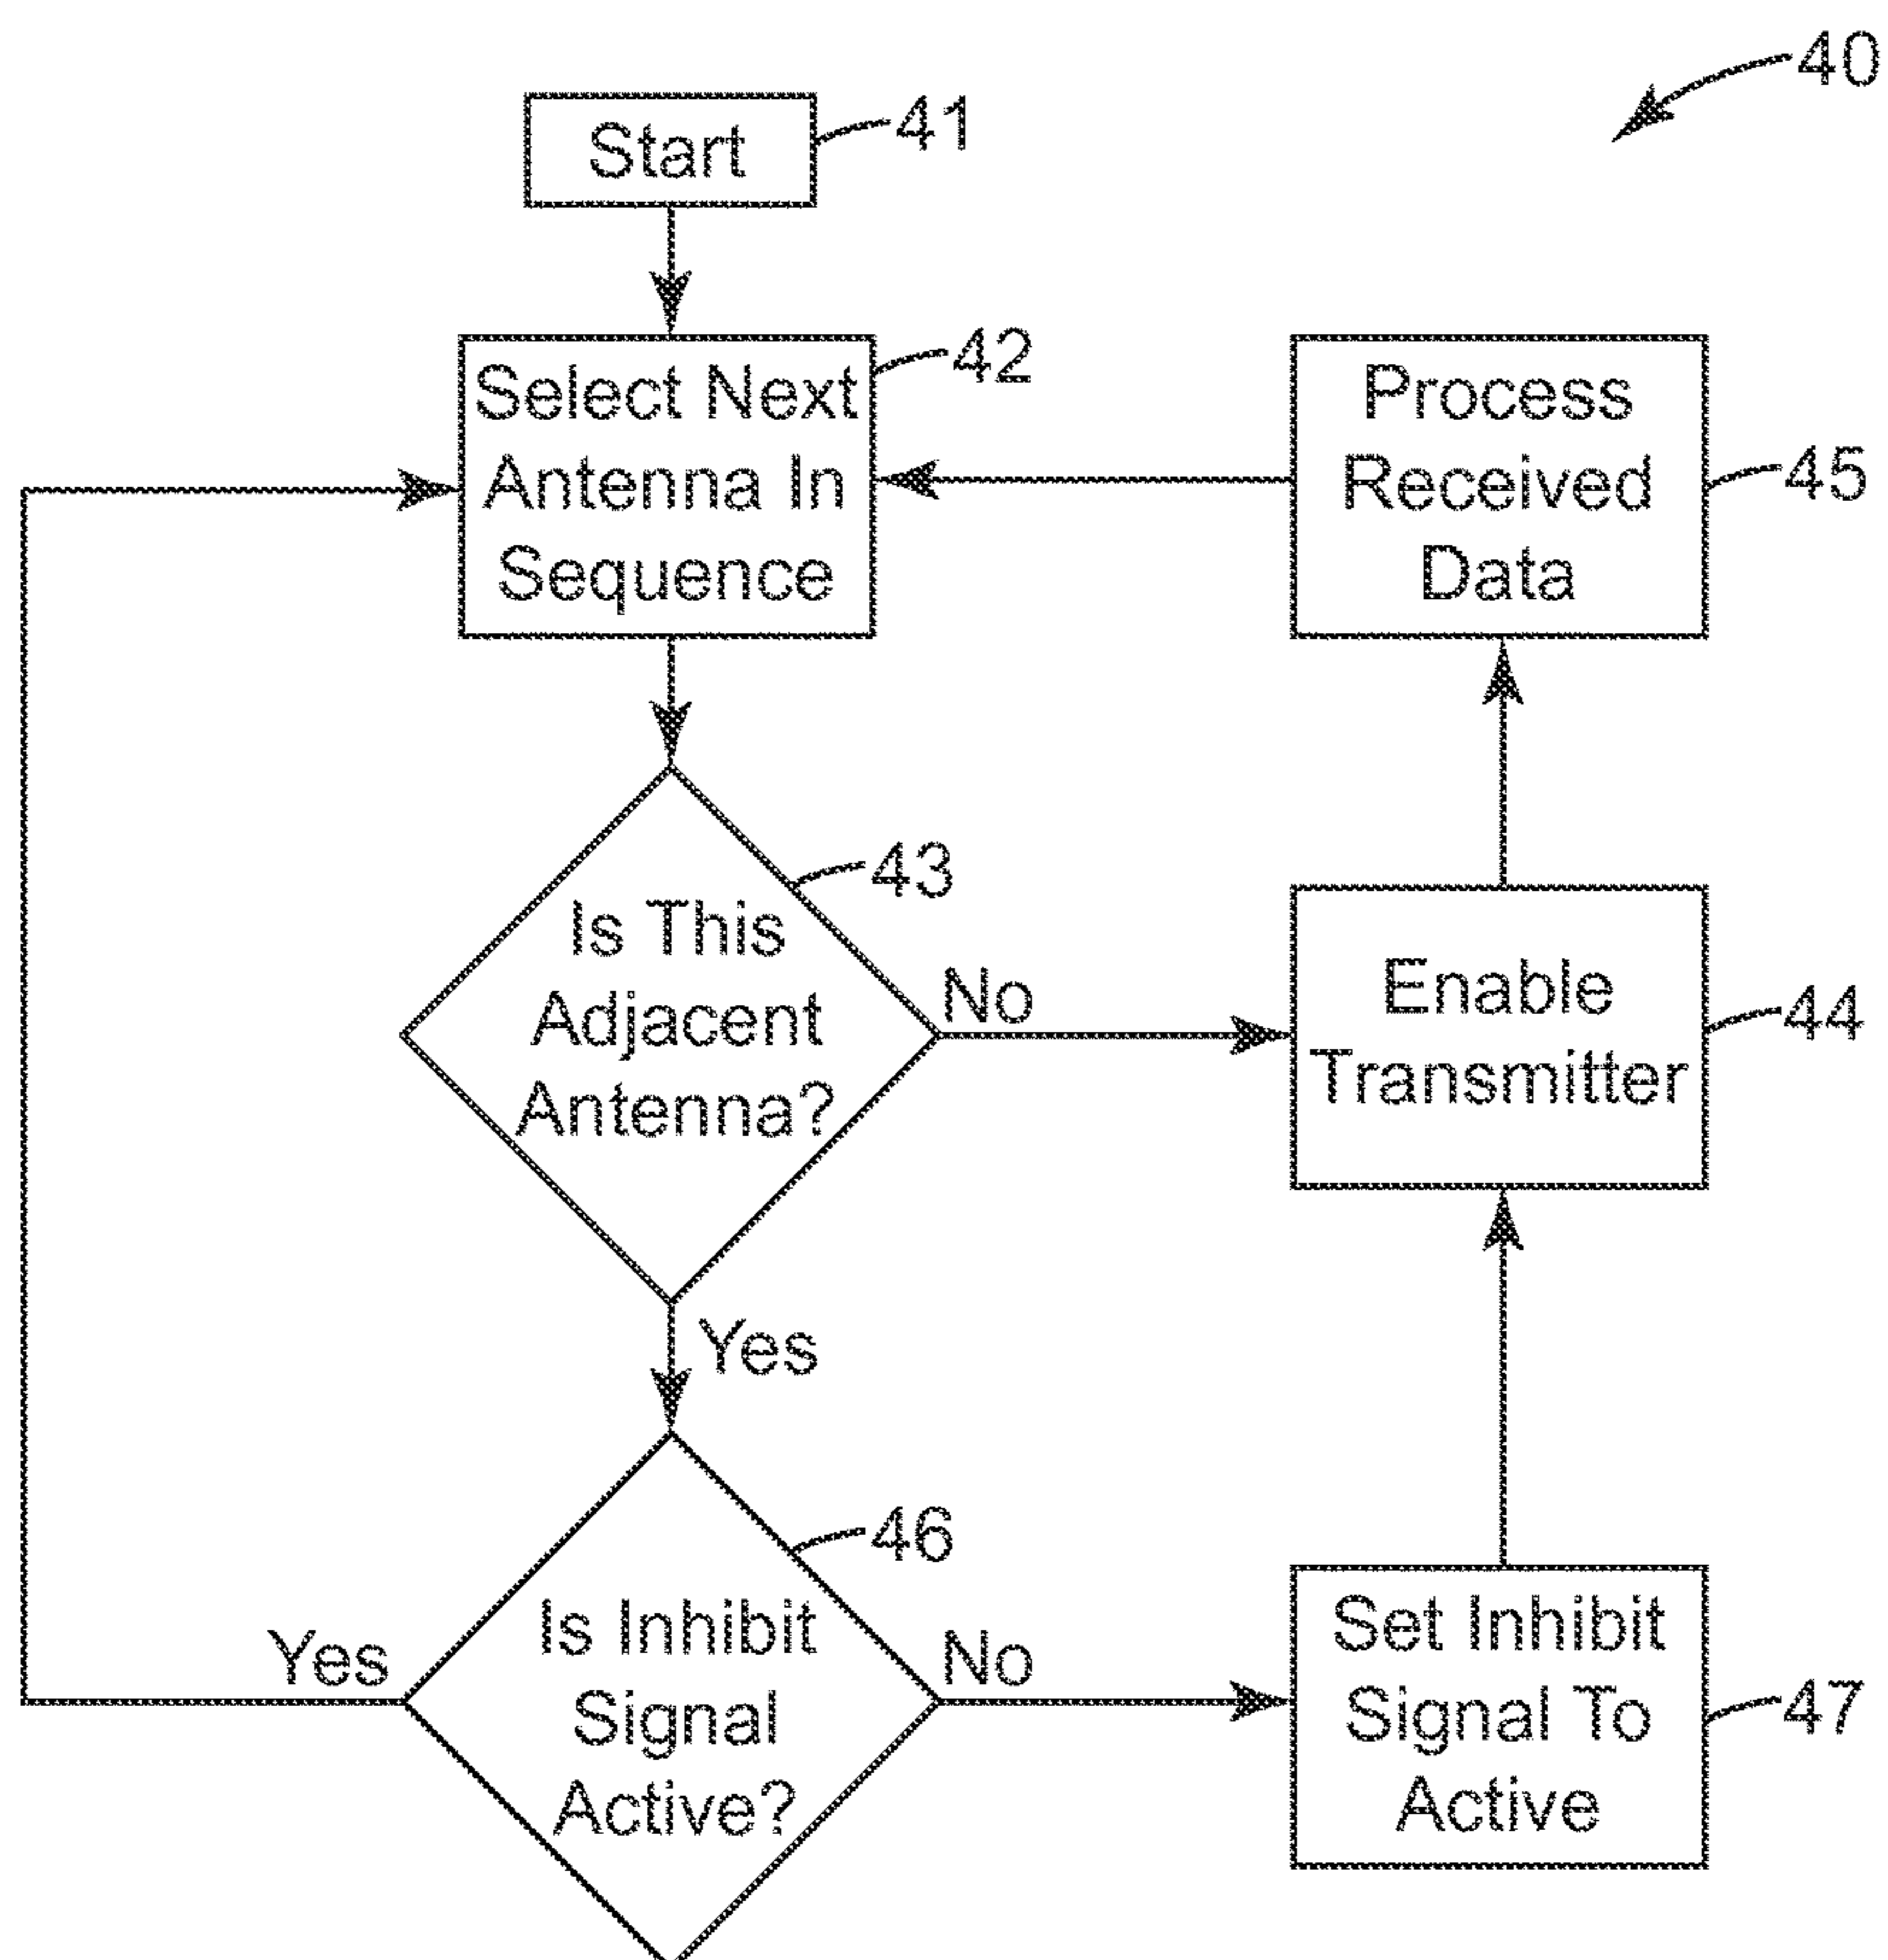 40
Start
41
Select Next
Antenna In
Sequence
42
Process
Received
Data
45
43
Is This
Adjacent
Antenna?
No
Yes
Enable
Transmitter
44
46
Is Inhibit
Signal
Active?
Yes
No
Set Inhibit
Signal To
Active
47